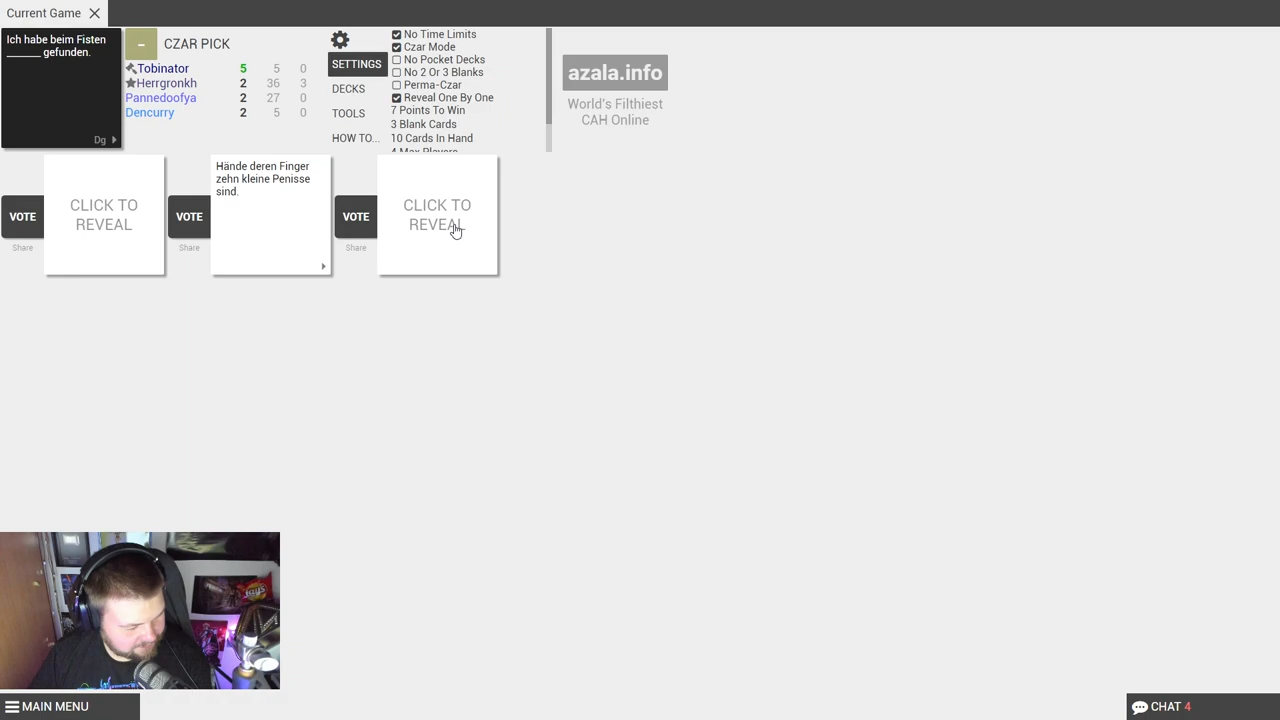 Current Game
Ich habe beim Fisten
______ gefunden.
Dg
–
CZAR PICK
Tobinator 5 5 0
Herrgronkh 2 36 3
Pannedoofya 2 27 0
Dencurry 2 5 0
SETTINGS
DECKS
TOOLS
HOW TO...
No Time Limits
Czar Mode
No Pocket Decks
No 2 Or 3 Blanks
Perma-Czar
Reveal One By One
7 Points To Win
3 Blank Cards
10 Cards In Hand
4 Max Players
azala.info
World's Filthiest
CAH Online
VOTE
Share
CLICK TO
REVEAL
VOTE
Share
Hände deren Finger
zehn kleine Penisse
sind.
VOTE
Share
CLICK TO
REVEAL
MAIN MENU
CHAT 4